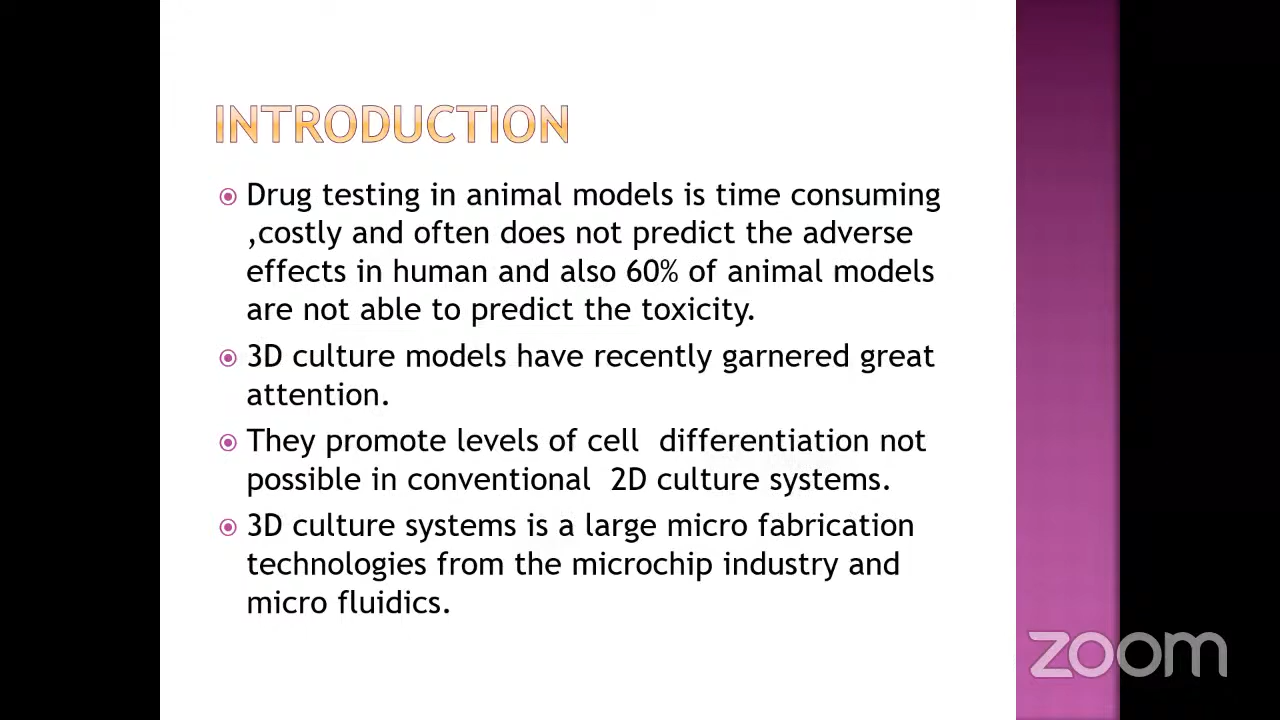 INTRODUCTION
Drug testing in animal models is time consuming
,costly and often does not predict the adverse
effects in human and also 60% of animal models
are not able to predict the toxicity.
3D culture models have recently garnered great
attention.
They promote levels of cell  differentiation not
possible in conventional  2D culture systems.
3D culture systems is a large micro fabrication
technologies from the microchip industry and
micro fluidics.
zoom